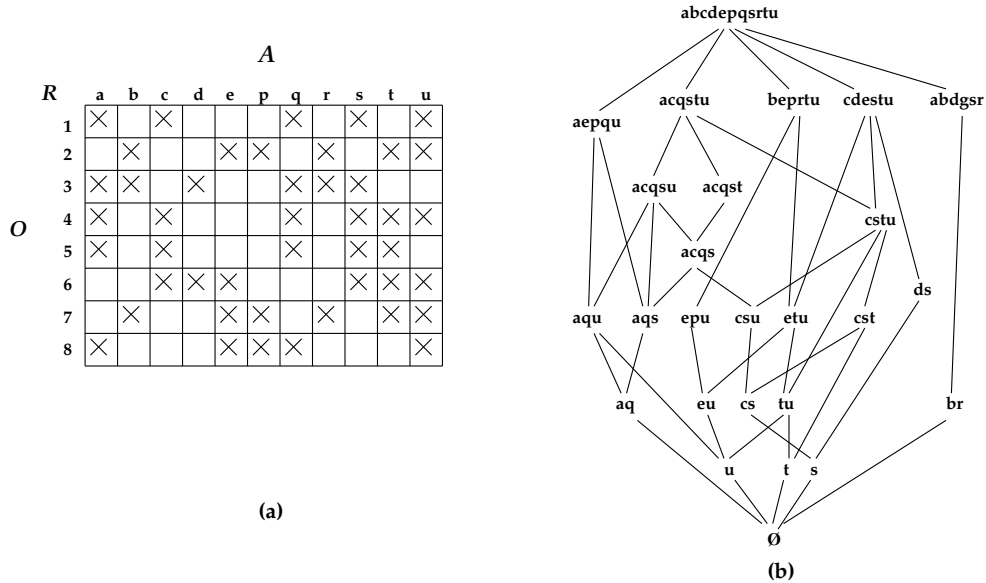 A
R a b c d e p q r s t u
1
2
3
4
5
6
7
8
O
(a)
abcdepqsrtu
aepqu acqstu beprtu cdestu abdgsr
acqsu acqst
cstu
acqs
ds
aqu aqs epu csu etu cst
aq eu cs tu br
u t s
Ø
(b)